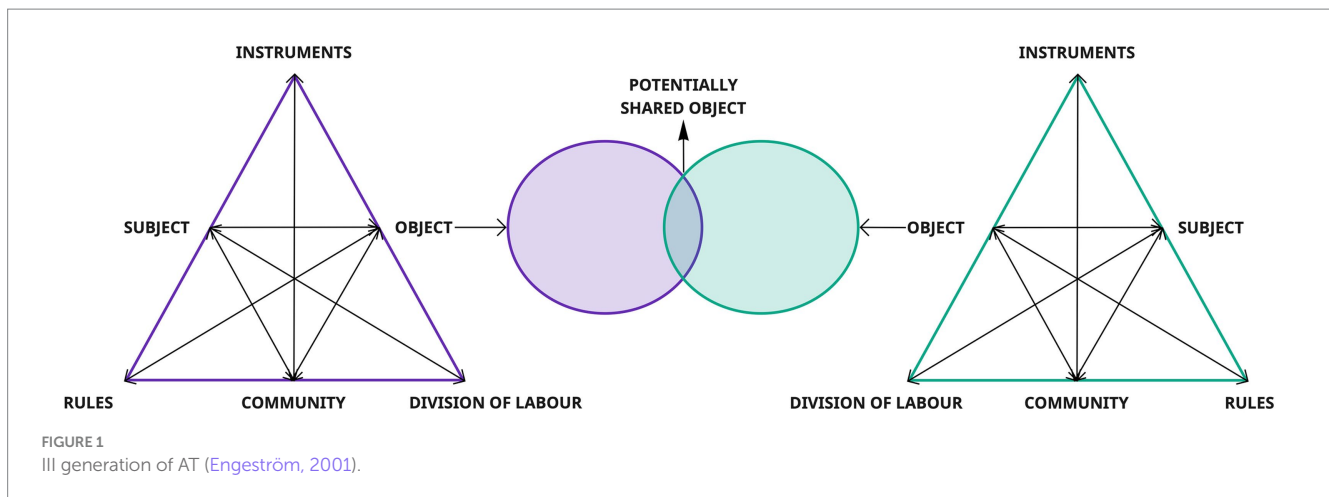 INSTRUMENTS
INSTRUMENTS
POTENTIALLY
SHARED OBJECT
SUBJECT
OBJECT
OBJECT
SUBJECT
RULES
COMMUNITY
DIVISION OF LABOUR
DIVISION OF LABOUR
COMMUNITY
RULES
FIGURE 1
III generation of AT (Engeström, 2001).